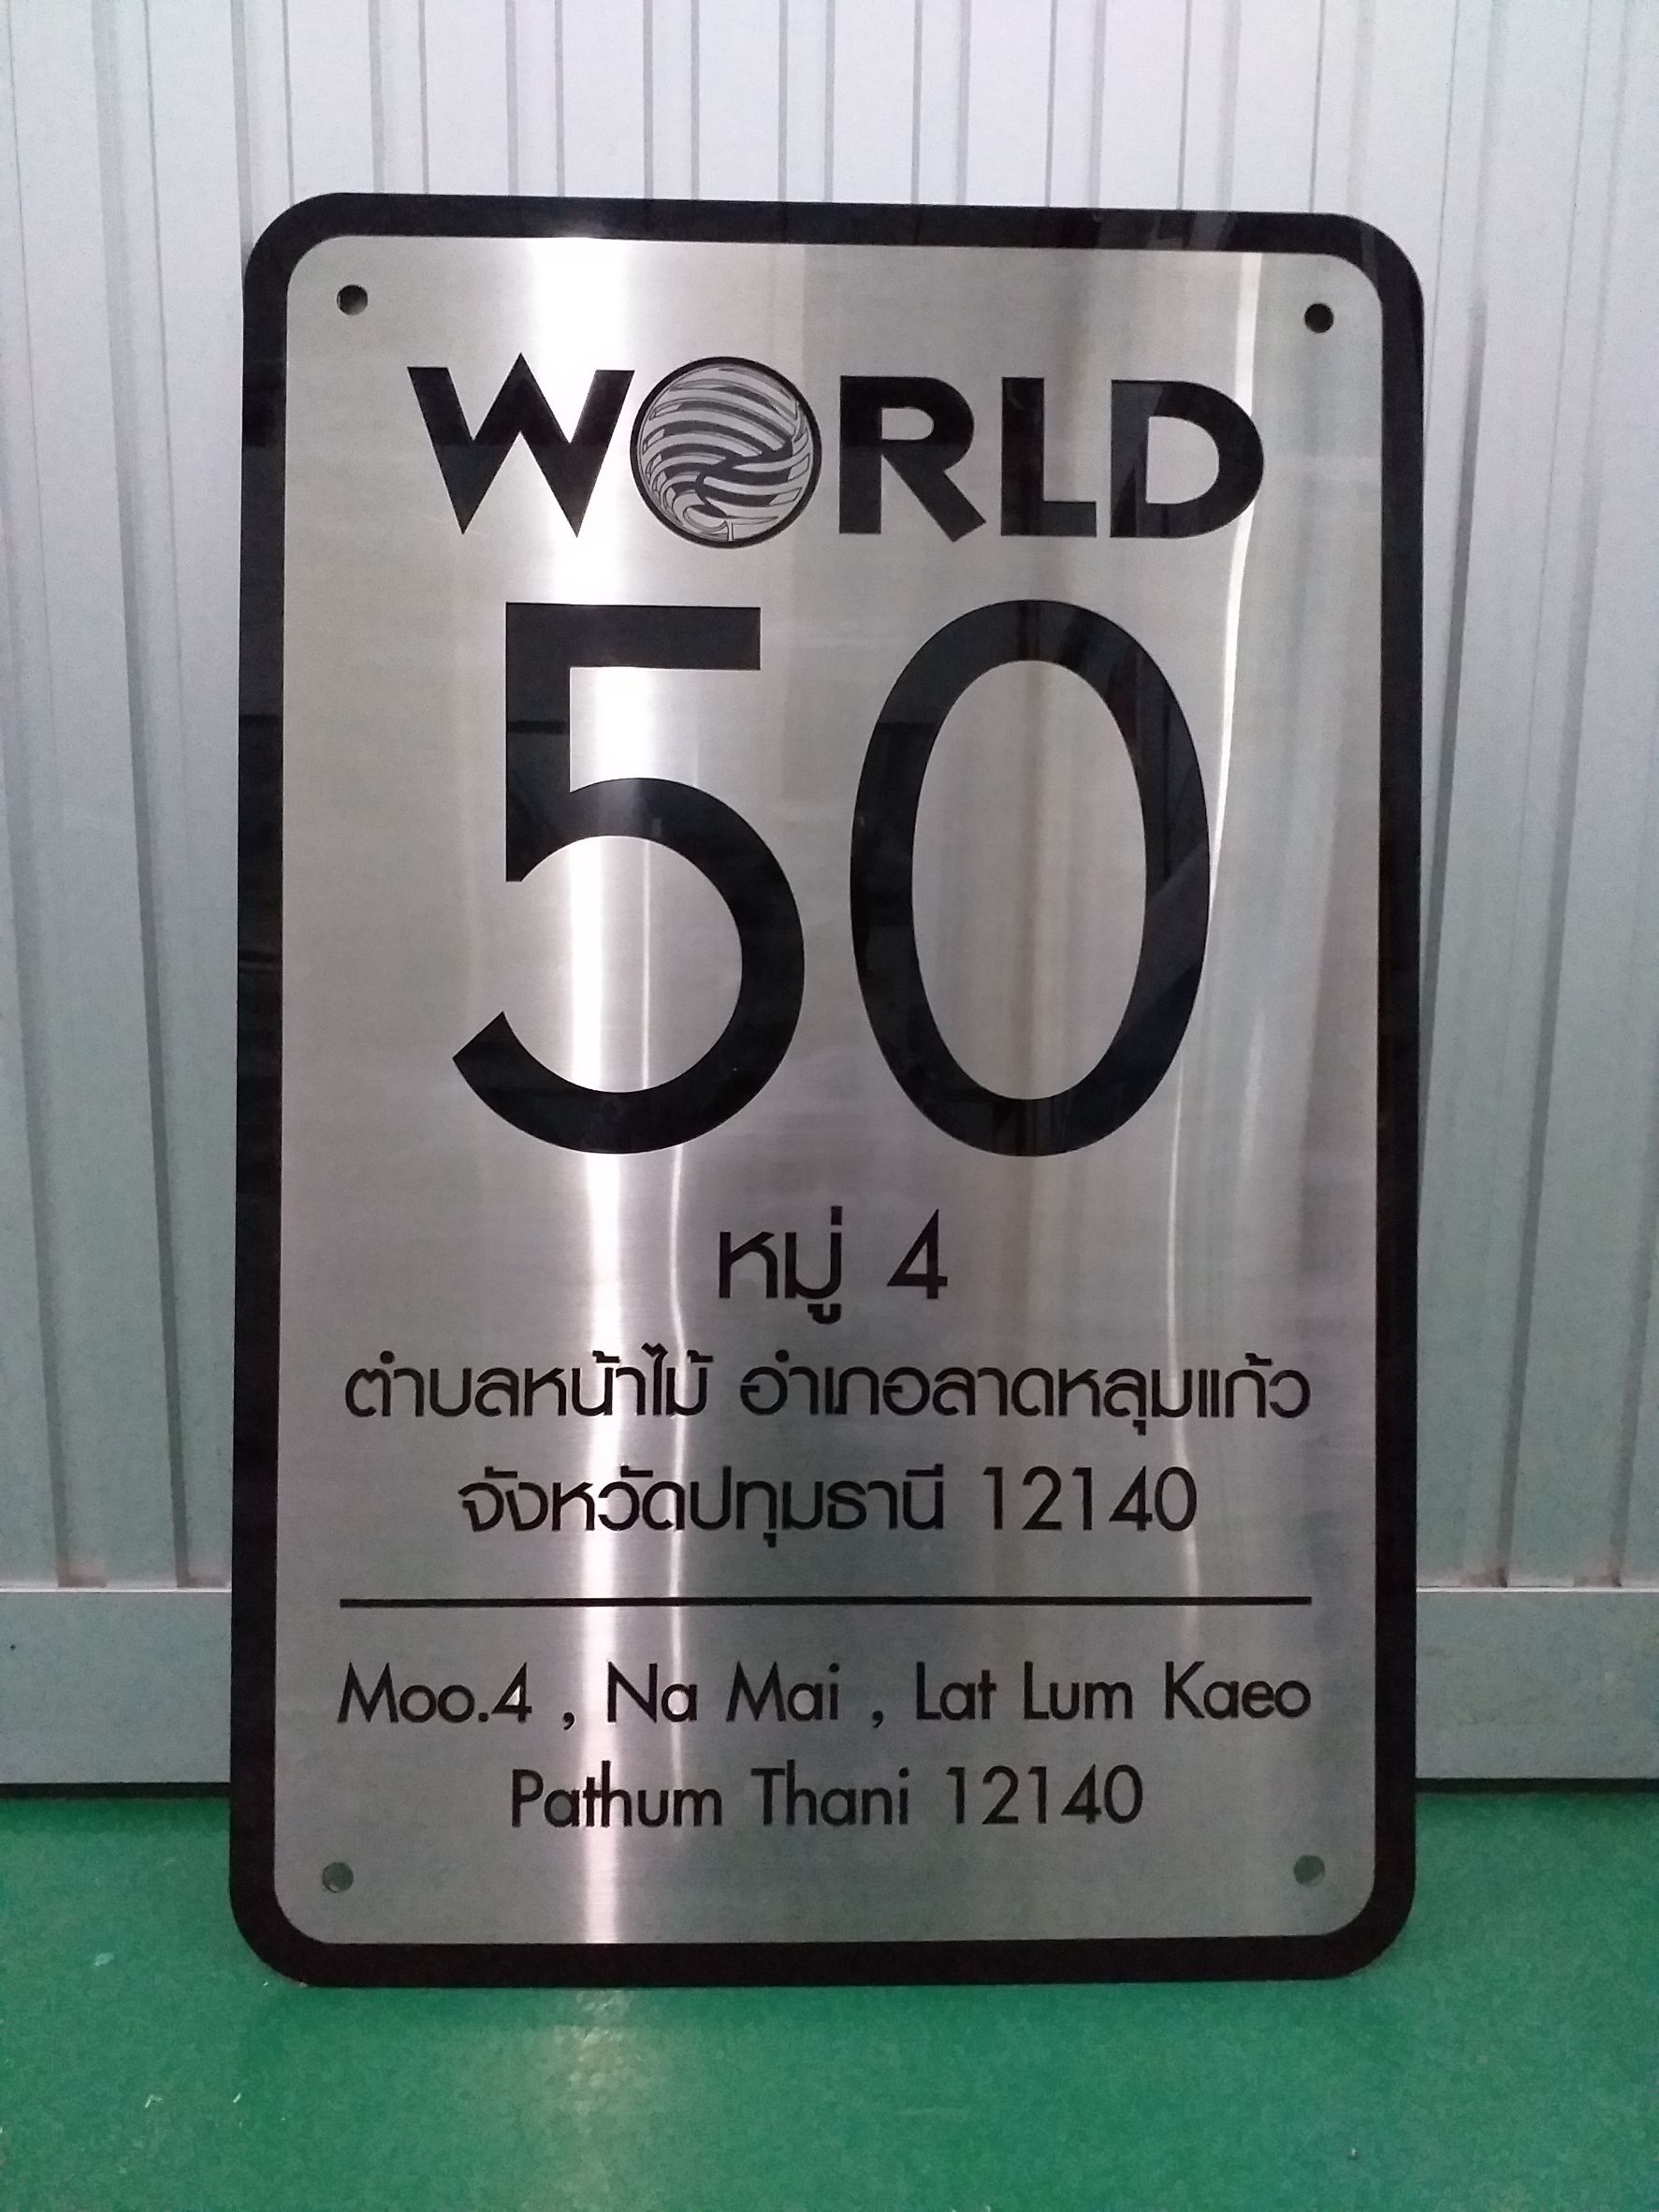 WORLD
50
หมู่ 4
ตำบลหน้าไม้ อำเภอลาดหลุมแก้ว
จังหวัดปทุมธานี 12140
Moo.4 , Na Mai , Lat Lum Kaeo
Pathum Thani 12140